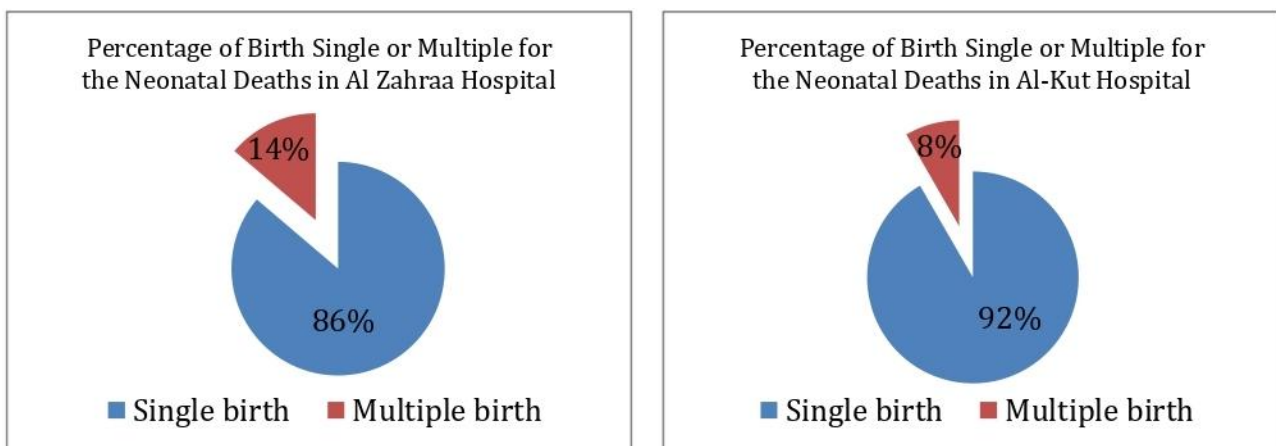 Percentage of Birth Single or Multiple for
the Neonatal Deaths in Al Zahraa Hospital
14%
86%
Single birth Multiple birth
Percentage of Birth Single or Multiple for
the Neonatal Deaths in Al-Kut Hospital
8%
92%
Single birth Multiple birth